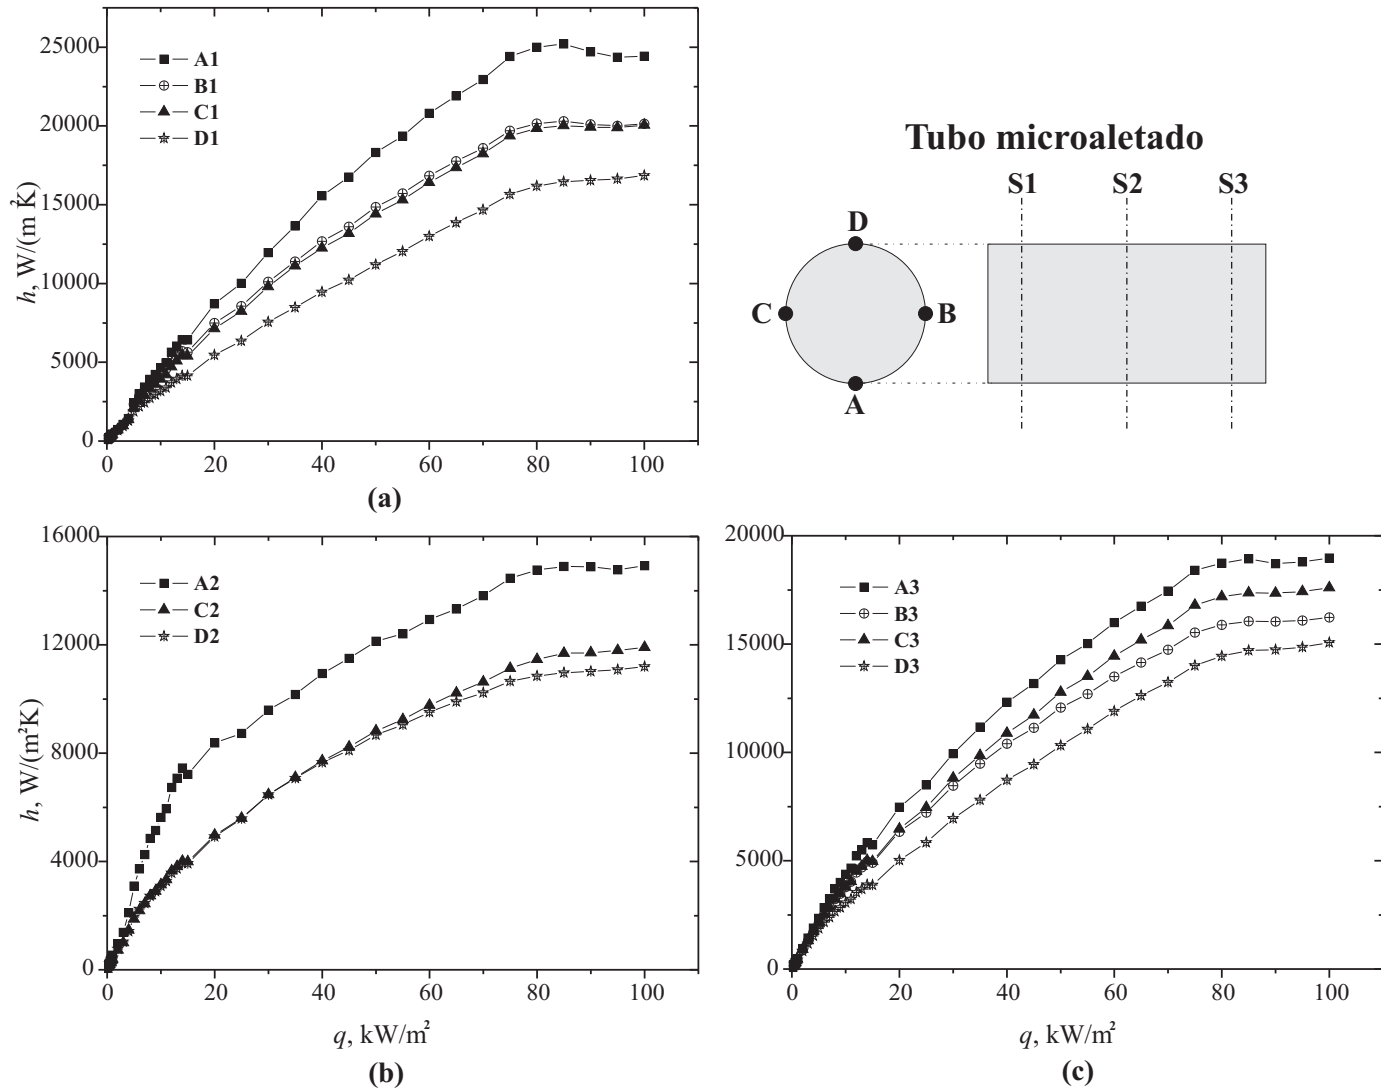 25000
20000
15000
10000
5000
0
h, W/(m²K)
A1
B1
C1
D1
0 20 40 60 80 100
(a)
Tubo microaletado
S1 S2 S3
D
C B
A
16000
12000
8000
4000
0
h, W/(m²K)
A2
C2
D2
0 20 40 60 80 100
q, kW/m²
(b)
20000
15000
10000
5000
0
A3
B3
C3
D3
0 20 40 60 80 100
q, kW/m²
(c)